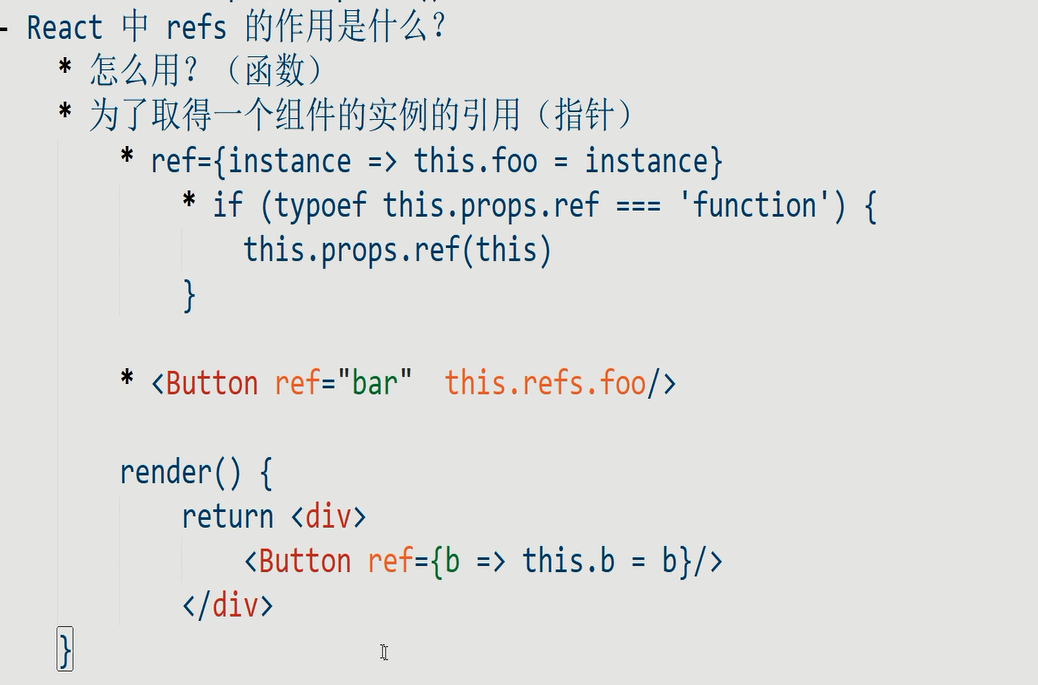 - React 中 refs 的作用是什么？
* 怎么用？（函数）
* 为了取得一个组件的实例的引用（指针）
* ref={instance => this.foo = instance}
* if (typoef this.props.ref === 'function') {
this.props.ref(this)
}
* <Button ref="bar"  this.refs.foo/>
render() {
return <div>
<Button ref={b => this.b = b}/>
</div>
}